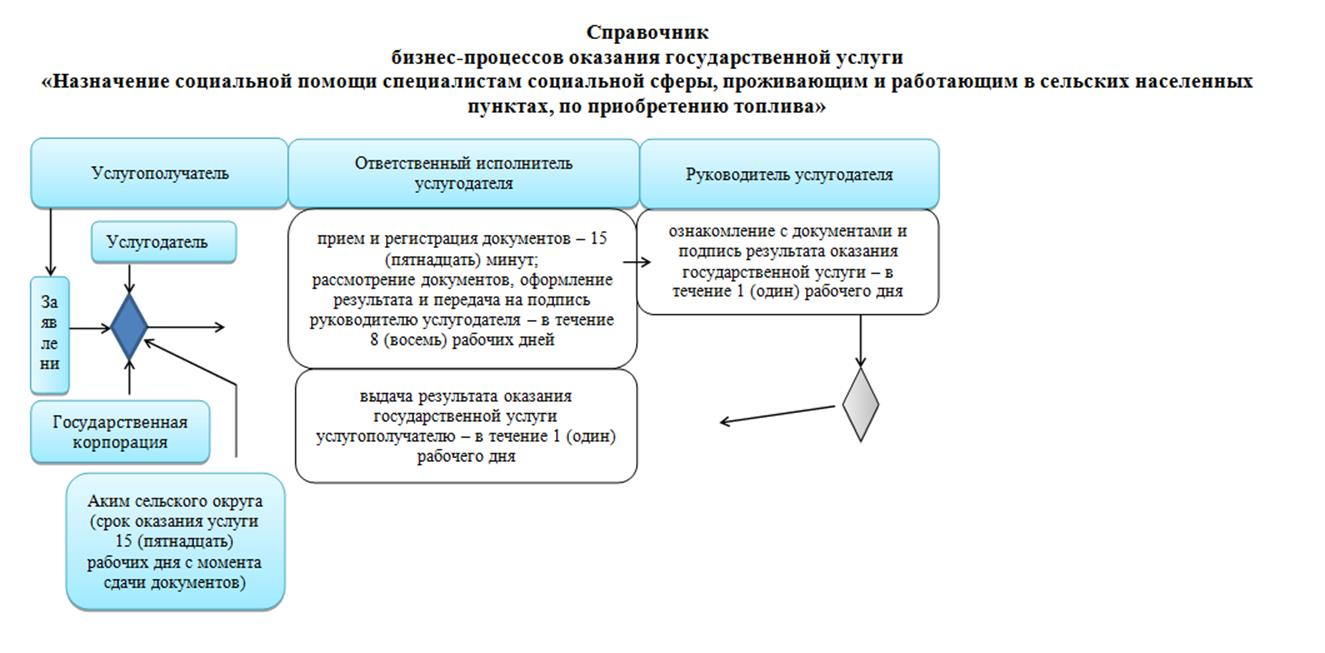 Справочник
бизнес-процессов оказания государственной услуги
«Назначение социальной помощи специалистам социальной сферы, проживающим и работающим в сельских населенных
пунктах, по приобретению топлива»
Услугополучатель
Ответственный исполнитель
услугодателя
Руководитель услугодателя
Услугодатель
За
яв
ле
ни
Государственная
корпорация
Аким сельского округа
(срок оказания услуги
15 (пятнадцать)
рабочих дня с момента
сдачи документов)
прием и регистрация документов – 15
(пятнадцать) минут;
рассмотрение документов, оформление
результата и передача на подпись
руководителю услугодателя – в течение
8 (восемь) рабочих дней
выдача результата оказания
государственной услуги
услугополучателю – в течение 1 (один)
рабочего дня
ознакомление с документами и
подпись результата оказания
государственной услуги – в
течение 1 (один) рабочего дня